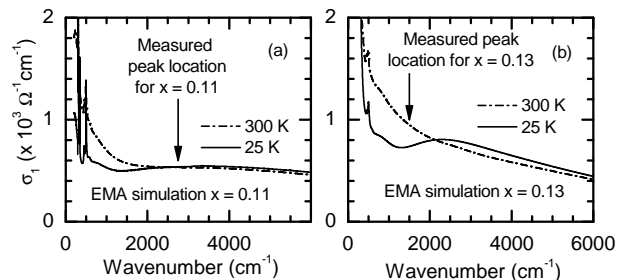 2
1
0
σ₁ (x 10³ Ω⁻¹cm⁻¹)
Measured
peak location
for x = 0.11
(a)
300 K
25 K
EMA simulation x = 0.11
0 2000 4000
Wavenumber (cm⁻¹)
2
1
0
Measured peak
location for x = 0.13
(b)
300 K
25 K
EMA simulation x = 0.13
0 2000 4000 6000
Wavenumber (cm⁻¹)